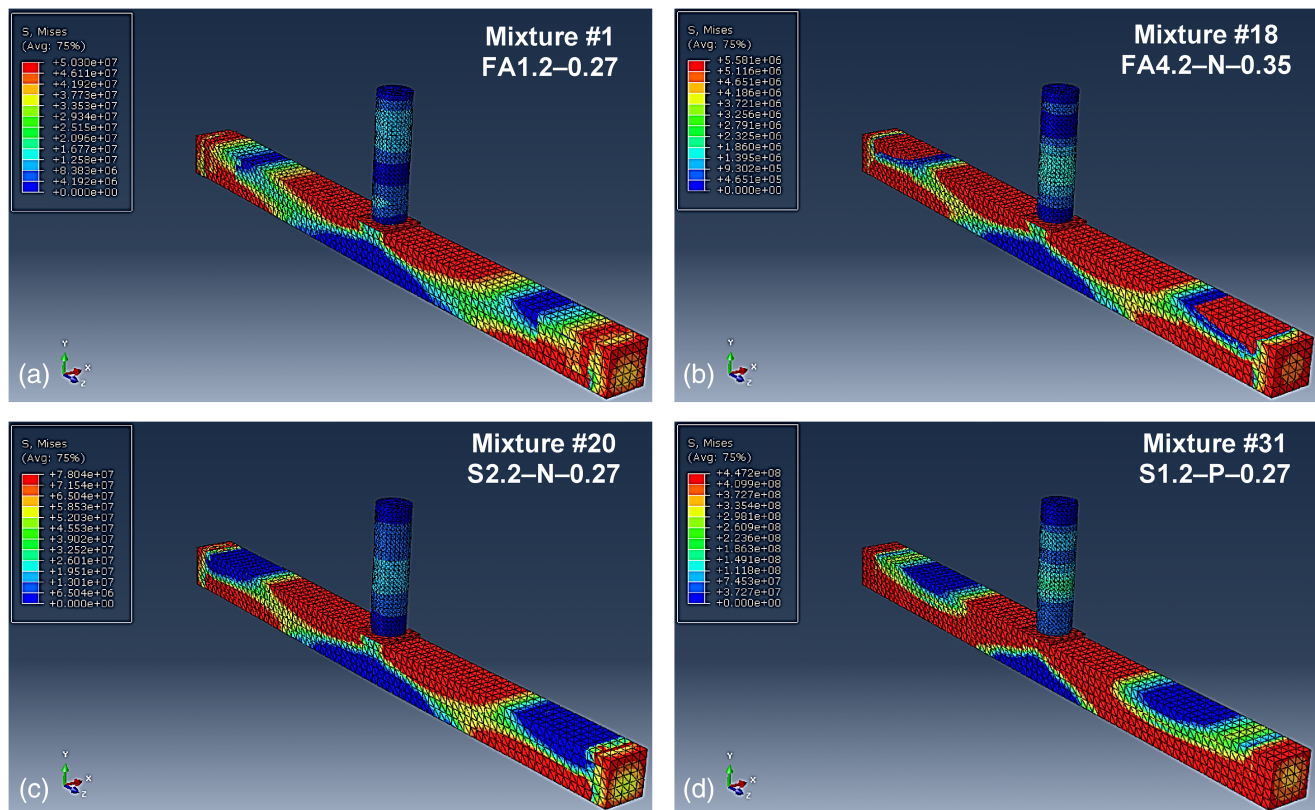 S, Mises
(Avg: 75%)
+5.030e+07
+4.611e+07
+4.192e+07
+3.773e+07
+3.353e+07
+2.934e+07
+2.515e+07
+2.096e+07
+1.677e+07
+1.258e+07
+8.383e+06
+4.192e+06
+0.000e+00
Mixture #1
FA1.2–0.27
Y
X
Z
(a)
S, Mises
(Avg: 75%)
+5.581e+06
+5.116e+06
+4.651e+06
+4.186e+06
+3.721e+06
+3.256e+06
+2.791e+06
+2.325e+06
+1.860e+06
+1.395e+06
+9.302e+05
+4.651e+05
+0.000e+00
Mixture #18
FA4.2–N–0.35
Y
X
Z
(b)
S, Mises
(Avg: 75%)
+7.804e+07
+7.154e+07
+6.504e+07
+5.853e+07
+5.203e+07
+4.553e+07
+3.902e+07
+3.252e+07
+2.601e+07
+1.951e+07
+1.301e+07
+6.504e+06
+0.000e+00
Mixture #20
S2.2–N–0.27
Y
X
Z
(c)
S, Mises
(Avg: 75%)
+4.472e+08
+4.099e+08
+3.727e+08
+3.354e+08
+2.981e+08
+2.609e+08
+2.236e+08
+1.863e+08
+1.491e+08
+1.118e+08
+7.453e+07
+3.727e+07
+0.000e+00
Mixture #31
S1.2–P–0.27
Y
X
Z
(d)